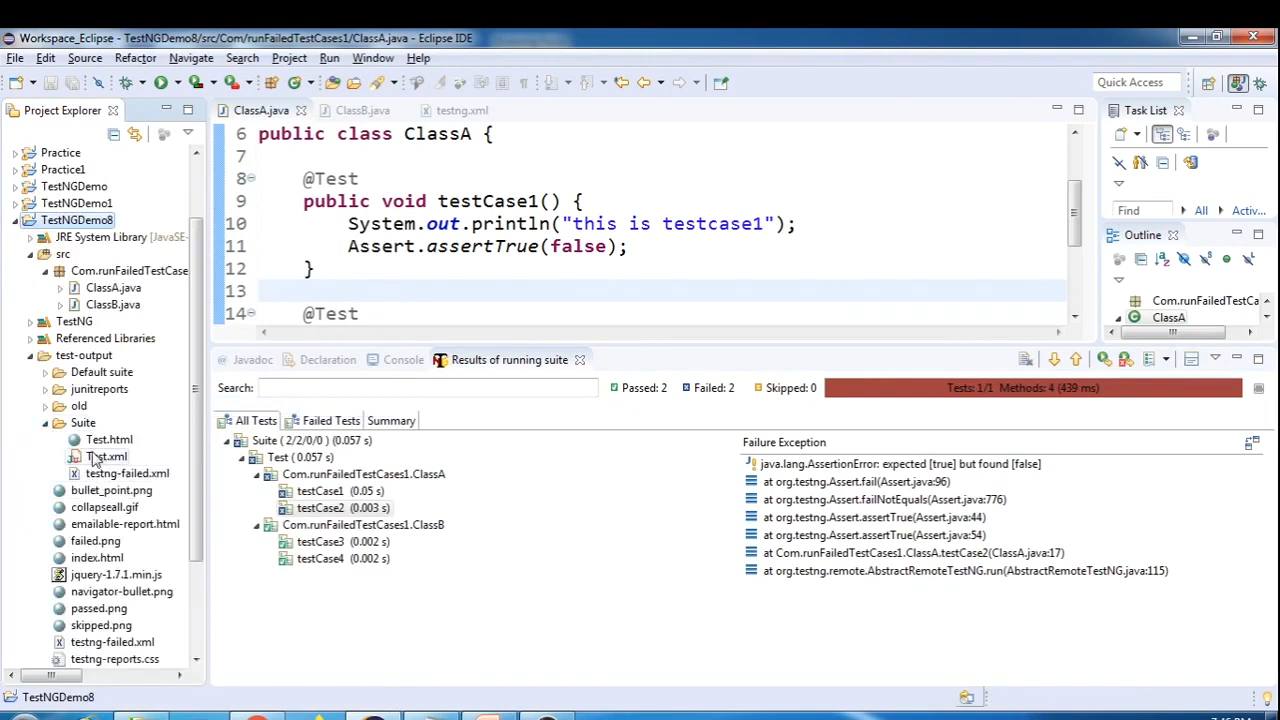 Workspace_Eclipse - TestNGDemo8/src/Com/runFailedTestCases1/ClassA.java - Eclipse IDE
File Edit Source Refactor Navigate Search Project Run Window Help
Quick Access
Project Explorer
ClassA.java ClassB.java testng.xml
Task List
Practice
Practice1
TestNGDemo
TestNGDemo1
TestNGDemo8
JRE System Library [JavaSE-
src
Com.runFailedTestCase
ClassA.java
ClassB.java
TestNG
Referenced Libraries
test-output
Default suite
junitreports
old
Suite
Test.html
bullet_point.png
testng-failed.xml
collapseall.gif
emailable-report.html
failed.png
index.html
jquery-1.7.1.min.js
navigator-bullet.png
passed.png
skipped.png
testng-failed.xml
testng-reports.css
6 public class ClassA {
7
8 @Test
9 public void testCase1() {
10 System.out.println("this is testcase1");
11 Assert.assertTrue(false);
12 }
13
14 @Test
Find All Activ...
Outline
Com.runFailedTestCa
ClassA
Javadoc Declaration Console Results of running suite
Search: Passed: 2 Failed: 2 Skipped: 0 Tests: 1/1 Methods: 4 (439 ms)
All Tests Failed Tests Summary
Suite ( 2/2/0/0 ) (0.057 s)
Test (0.057 s)
Com.runFailedTestCases1.ClassA
testCase1 (0.05 s)
testCase2 (0.003 s)
Com.runFailedTestCases1.ClassB
testCase3 (0.002 s)
testCase4 (0.002 s)
Failure Exception
java.lang.AssertionError: expected [true] but found [false]
at org.testng.Assert.fail(Assert.java:96)
at org.testng.Assert.failNotEquals(Assert.java:776)
at org.testng.Assert.assertTrue(Assert.java:44)
at org.testng.Assert.assertTrue(Assert.java:54)
at Com.runFailedTestCases1.ClassA.testCase2(ClassA.java:17)
at org.testng.remote.AbstractRemoteTestNG.run(AbstractRemoteTestNG.java:115)
TestNGDemo8